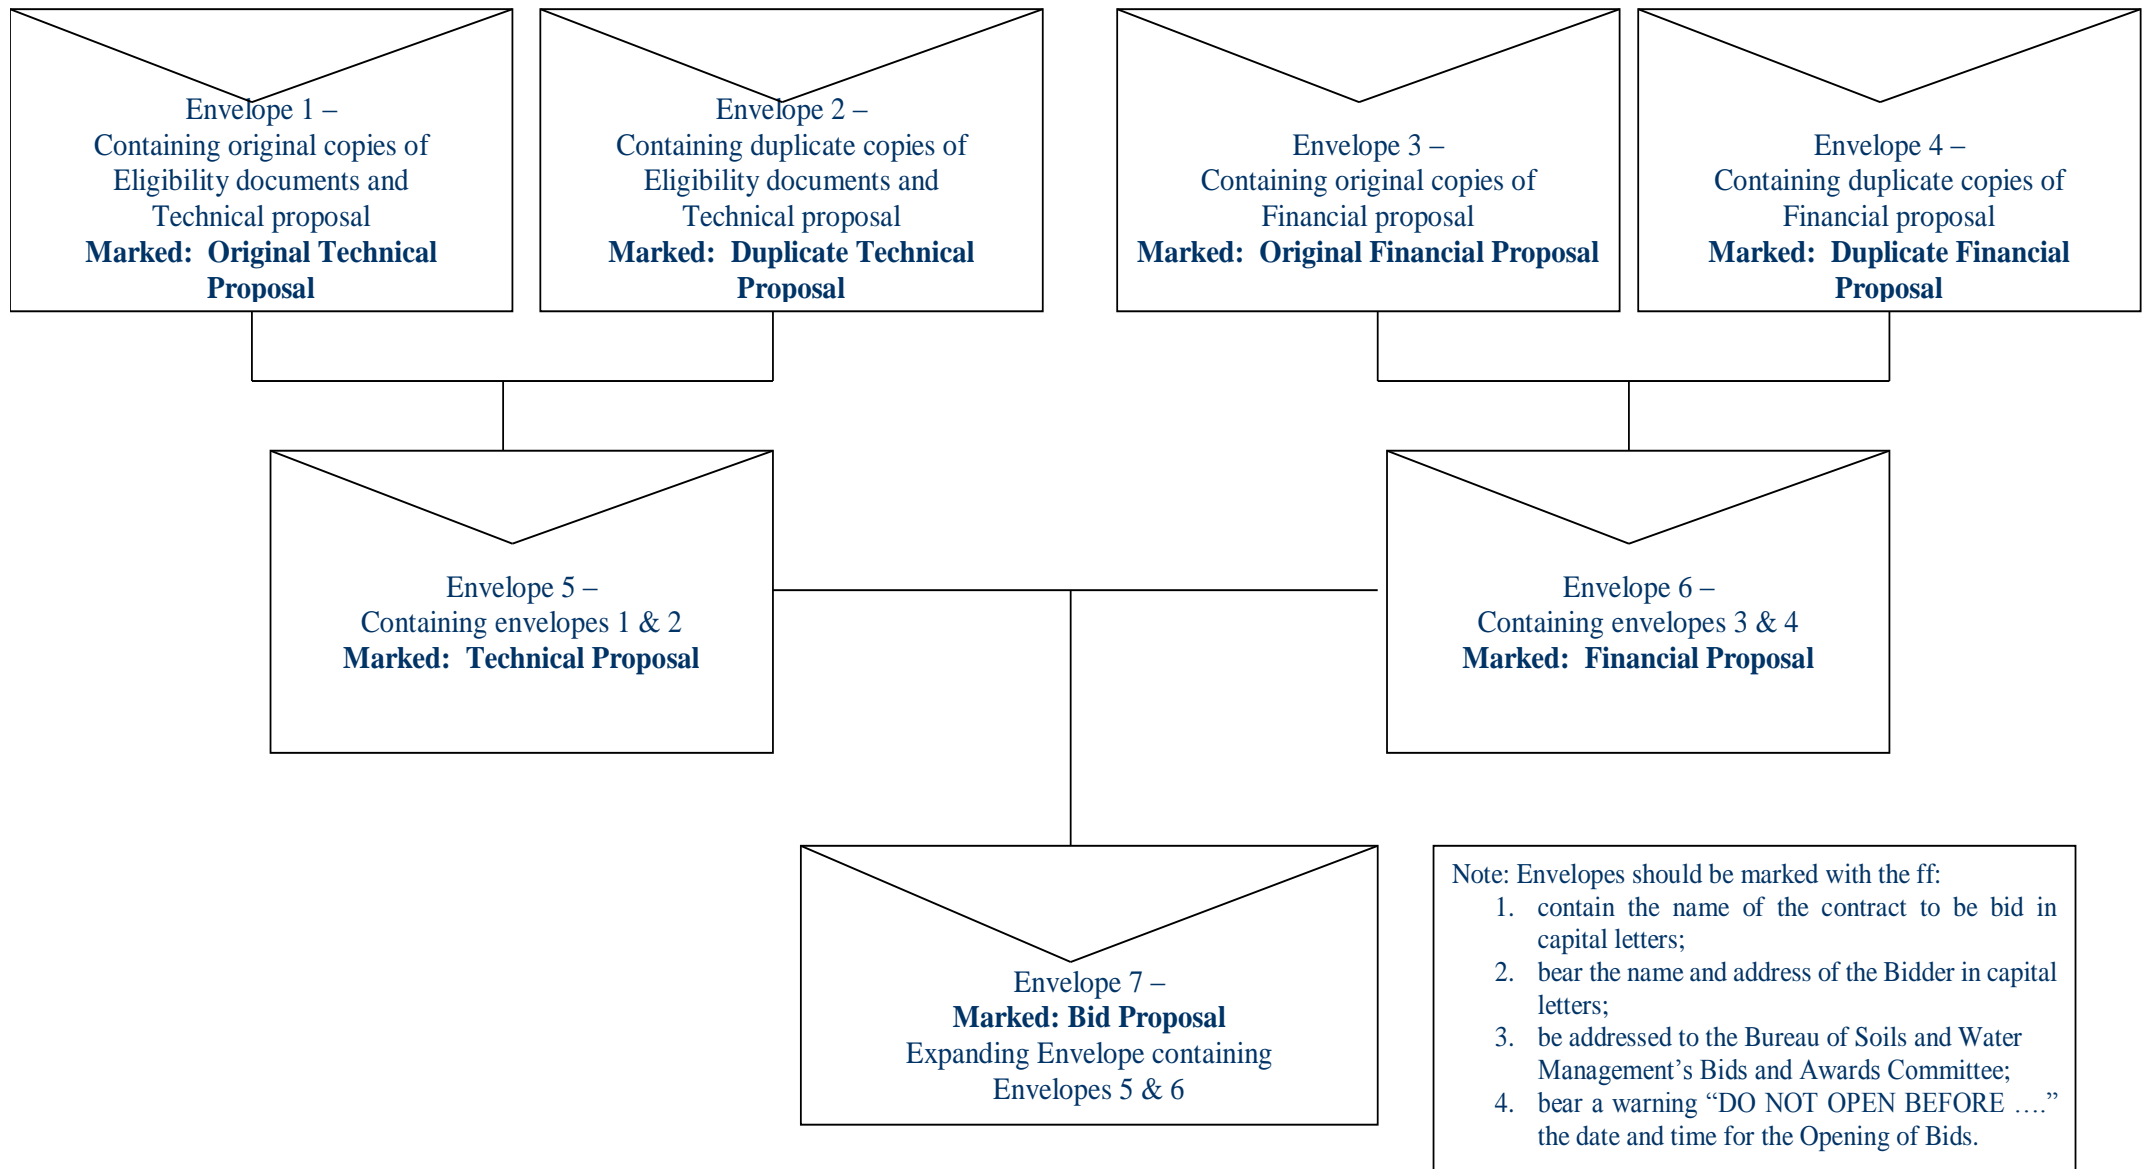 Envelope 1 –
Containing original copies of
Eligibility documents and
Technical proposal
Marked:  Original Technical
Proposal
Envelope 2 –
Containing duplicate copies of
Eligibility documents and
Technical proposal
Marked:  Duplicate Technical
Proposal
Envelope 3 –
Containing original copies of
Financial proposal
Marked:  Original Financial Proposal
Envelope 4 –
Containing duplicate copies of
Financial proposal
Marked:  Duplicate Financial
Proposal
Envelope 5 –
Containing envelopes 1 & 2
Marked:  Technical Proposal
Envelope 6 –
Containing envelopes 3 & 4
Marked:  Financial Proposal
Envelope 7 –
Marked: Bid Proposal
Expanding Envelope containing
Envelopes 5 & 6
Note: Envelopes should be marked with the ff:
1. contain the name of the contract to be bid in
capital letters;
2. bear the name and address of the Bidder in capital
letters;
3. be addressed to the Bureau of Soils and Water
Management’s Bids and Awards Committee;
4. bear a warning “DO NOT OPEN BEFORE ….”
the date and time for the Opening of Bids.